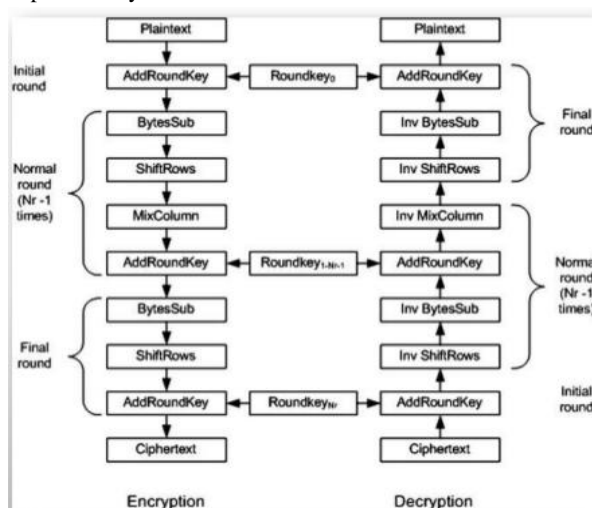 Plaintext
Plaintext
Initial
round
AddRoundKey
Roundkey0
AddRoundKey
BytesSub
Inv BytesSub
Final
round
Normal
round
(Nr -1
times)
ShiftRows
Inv ShiftRows
MixColumn
Inv MixColumn
AddRoundKey
Roundkey1-Nr-1
AddRoundKey
Normal
round
(Nr -1
times)
BytesSub
Inv BytesSub
Final
round
ShiftRows
Inv ShiftRows
AddRoundKey
RoundkeyNr
AddRoundKey
Initial
round
Ciphertext
Ciphertext
Encryption
Decryption